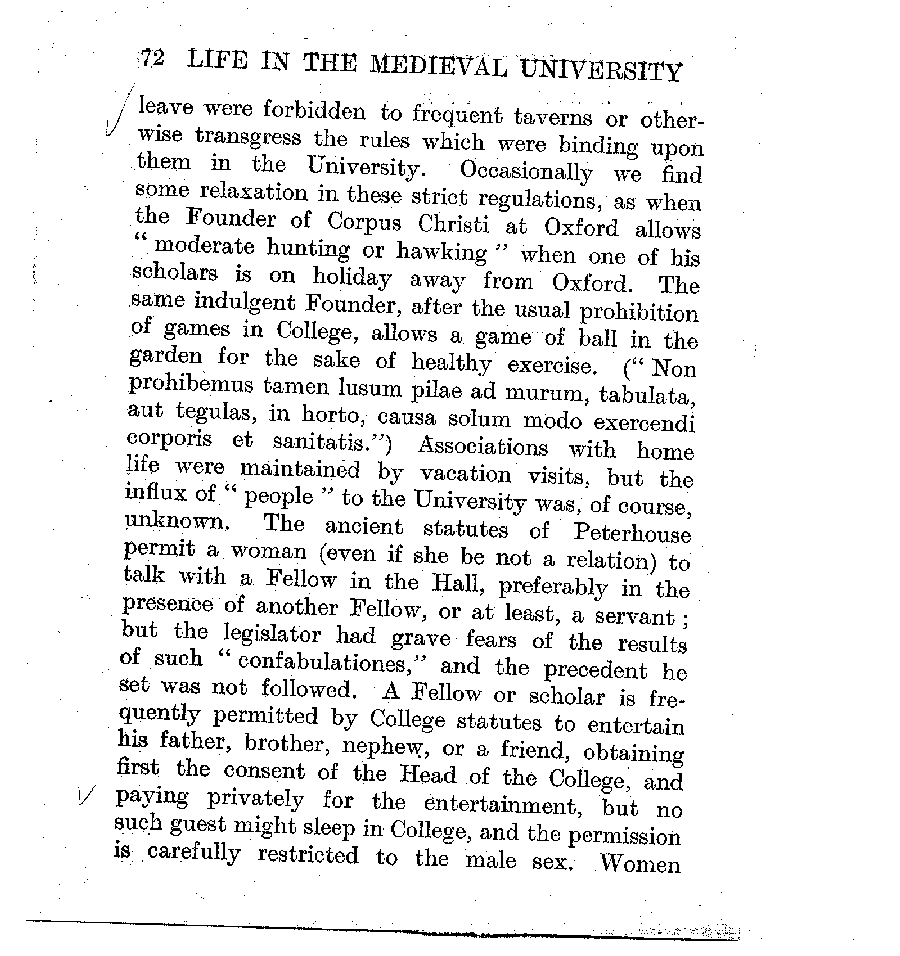 72 LIFE IN THE MEDIEVAL UNIVERSITY
leave were forbidden to frequent taverns or other-
wise transgress the rules which were binding upon
them in the University. Occasionally we find
some relaxation in these strict regulations, as when
the Founder of Corpus Christi at Oxford allows
“ moderate hunting or hawking ” when one of his
scholars is on holiday away from Oxford. The
same indulgent Founder, after the usual prohibition
of games in College, allows a game of ball in the
garden for the sake of healthy exercise. (“ Non
prohibemus tamen lusum pilae ad murum, tabulata,
aut tegulas, in horto, causa solum modo exercendi
corporis et sanitatis.”) Associations with home
life were maintained by vacation visits, but the
influx of “ people ” to the University was, of course,
unknown. The ancient statutes of Peterhouse
permit a woman (even if she be not a relation) to
talk with a Fellow in the Hall, preferably in the
presence of another Fellow, or at least, a servant ;
but the legislator had grave fears of the results
of such “ confabulationes,” and the precedent he
set was not followed. A Fellow or scholar is fre-
quently permitted by College statutes to entertain
his father, brother, nephew, or a friend, obtaining
first the consent of the Head of the College, and
paying privately for the entertainment, but no
such guest might sleep in College, and the permission
is carefully restricted to the male sex. Women